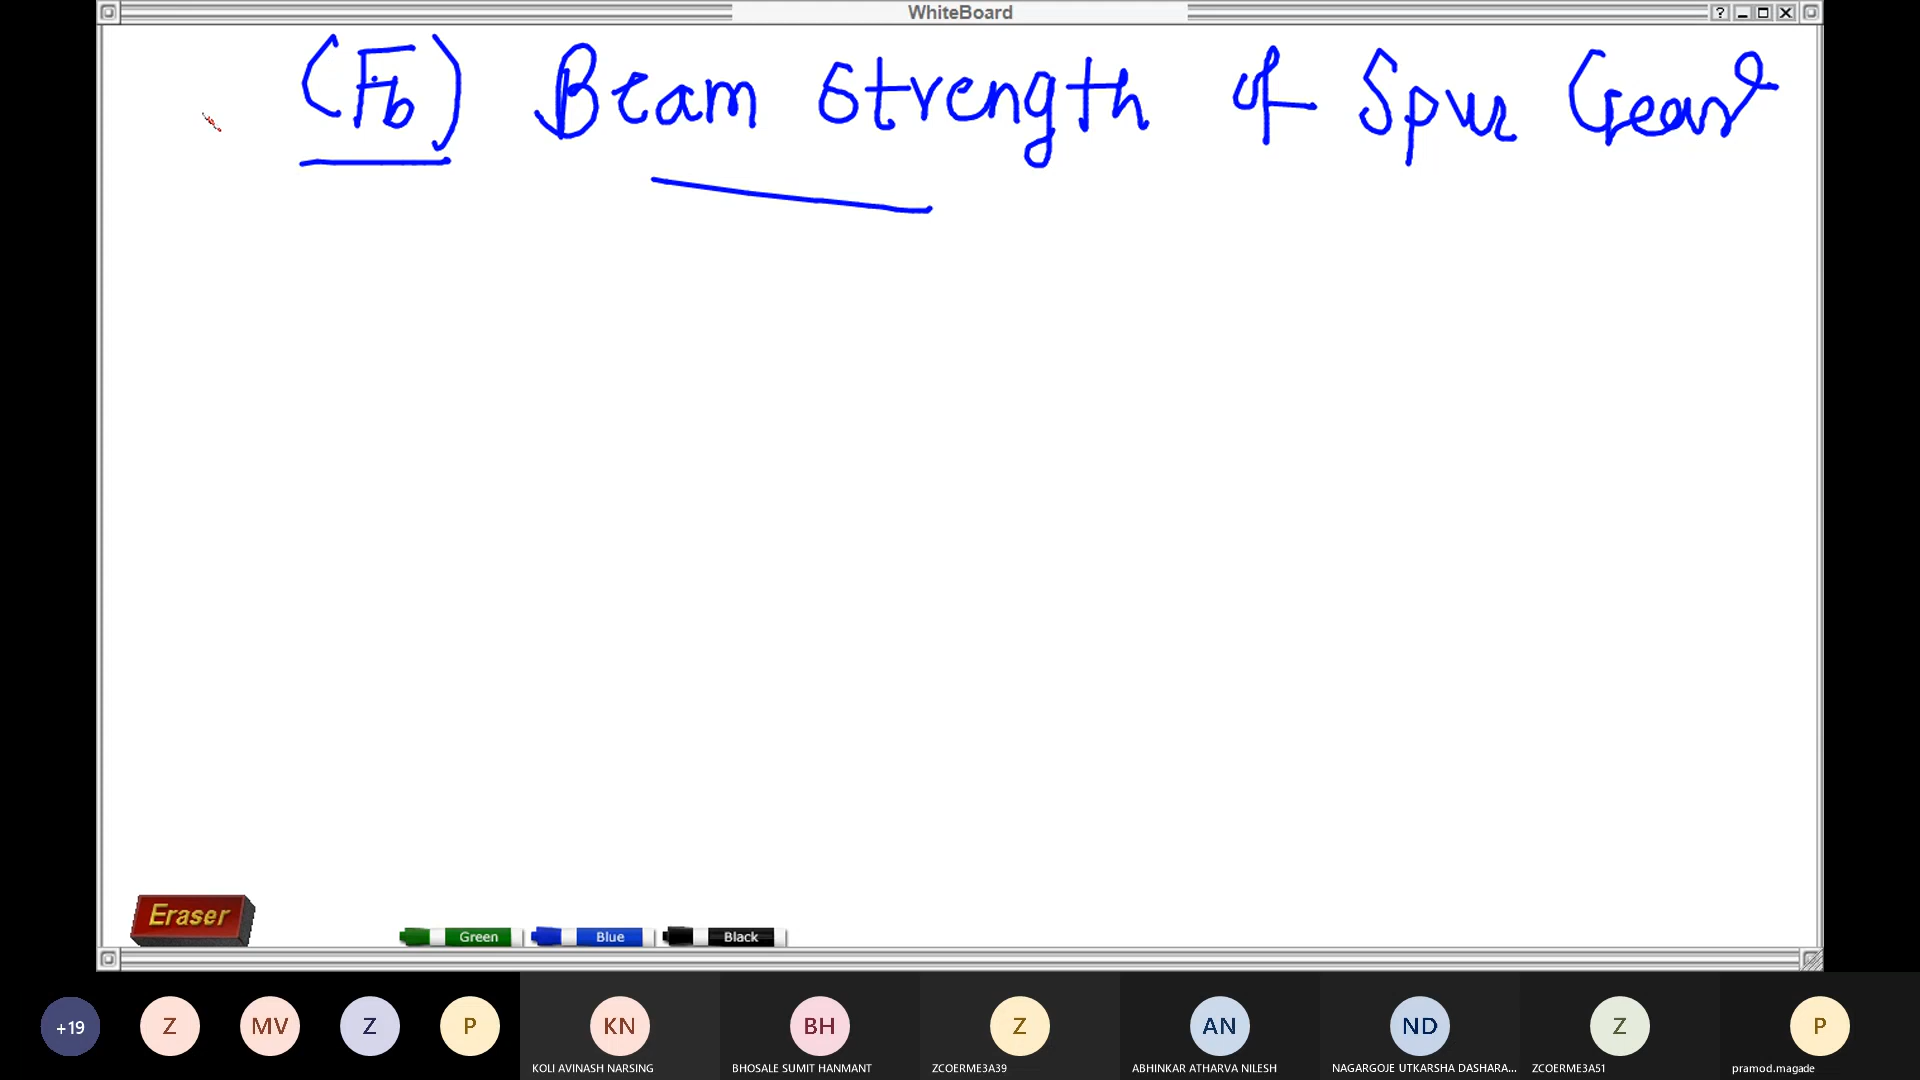 WhiteBoard
?
(Fb) Beam strength of Spur Gear
Eraser
Green Blue Black
+19 Z MV Z P KN BH Z AN ND Z P
KOLI AVINASH NARSING BHOSALE SUMIT HANMANT ZCOERME3A39 ABHINKAR ATHARVA NILESH NAGARGOJE UTKARSHA DASHARA... ZCOERME3A51 pramod.magade